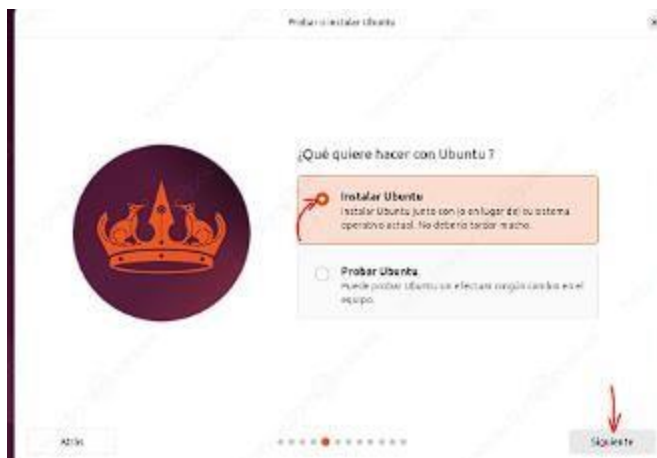 Probar o instalar Ubuntu
¿Qué quiere hacer con Ubuntu?
Instalar Ubuntu
Instalar Ubuntu junto con (o en lugar de) su sistema
operativo actual. No debería tardar mucho.
Probar Ubuntu
Puede probar Ubuntu sin efectuar ningún cambio en el
equipo.
Atrás
Siguiente